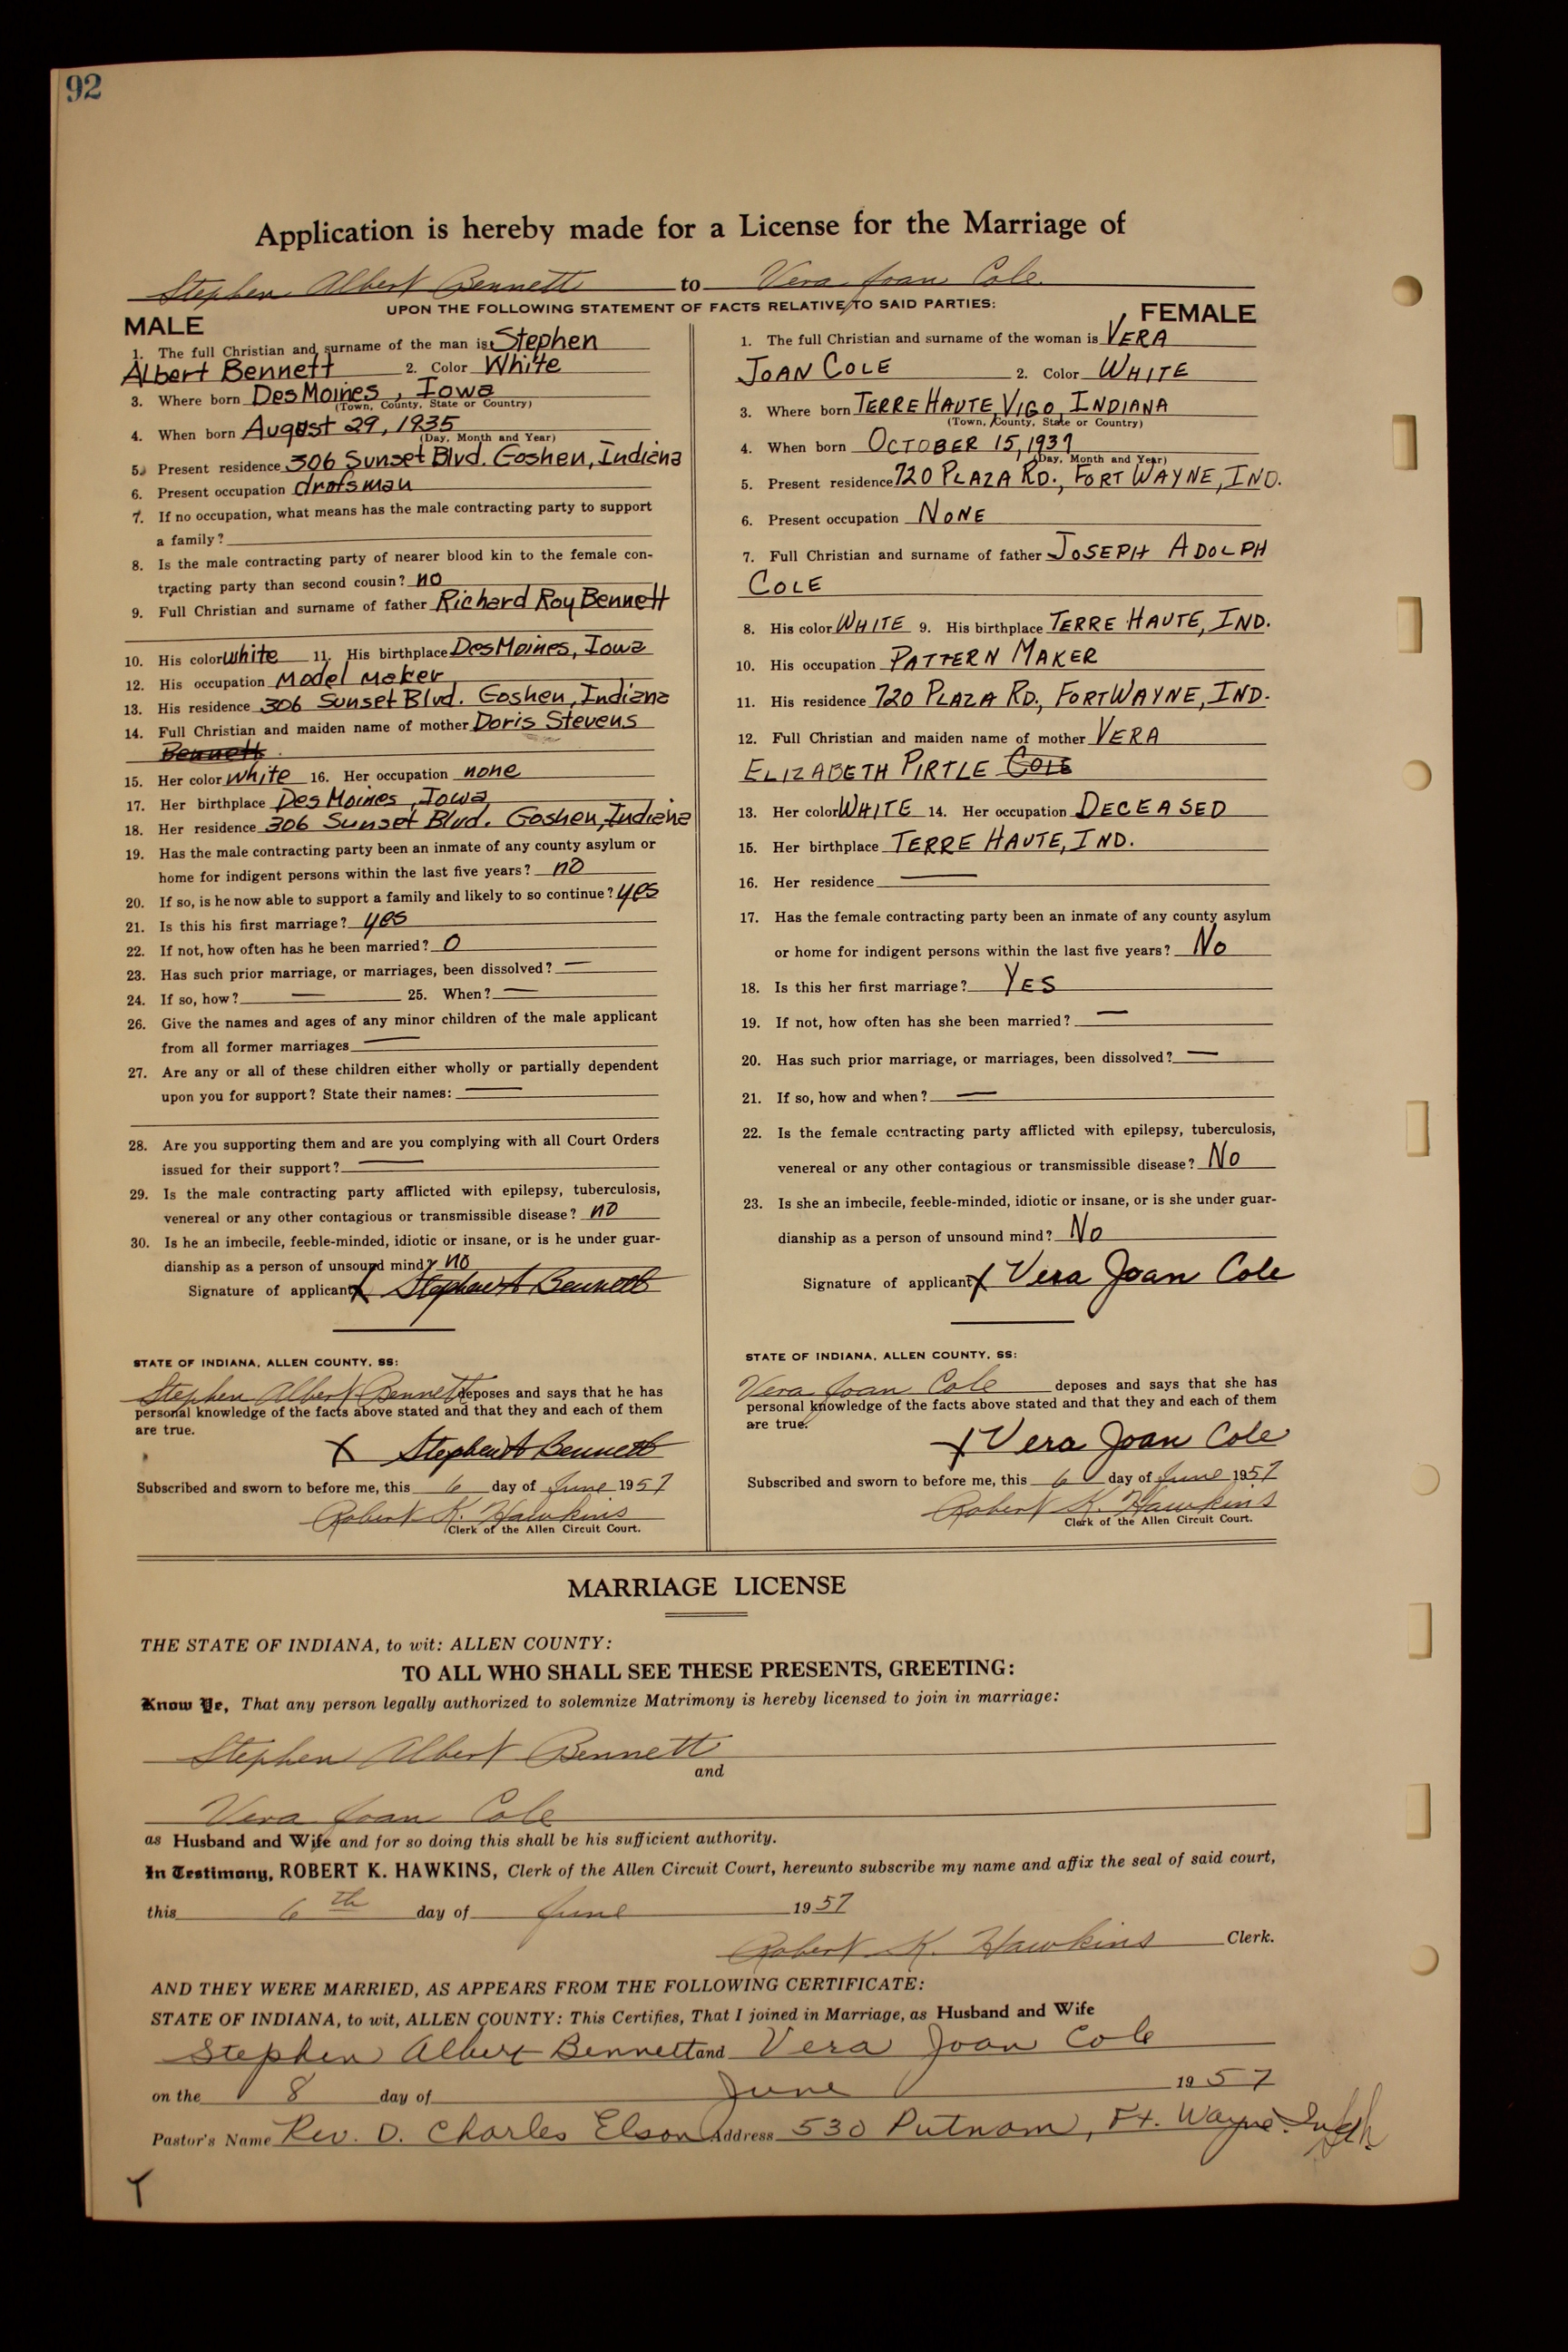 92
Application is hereby made for a License for the Marriage of
Stephen Albert Bennett to Vera Joan Cole
UPON THE FOLLOWING STATEMENT OF FACTS RELATIVE TO SAID PARTIES:
MALE
1. The full Christian and surname of the man is Stephen
Albert Bennett 2. Color White
3. Where born Des Moines, Iowa
(Town, County, State or Country)
4. When born August 29, 1935
(Day, Month and Year)
5. Present residence 306 Sunset Blvd. Goshen, Indiana
6. Present occupation drafsman
7. If no occupation, what means has the male contracting party to support
a family?
8. Is the male contracting party of nearer blood kin to the female con-
tracting party than second cousin? no
9. Full Christian and surname of father Richard Roy Bennett
10. His color white 11. His birthplace Des Moines, Iowa
12. His occupation Model Maker
13. His residence 306 Sunset Blvd. Goshen, Indiana
14. Full Christian and maiden name of mother Doris Stevens
Bennett
15. Her color white 16. Her occupation none
17. Her birthplace Des Moines, Iowa
18. Her residence 306 Sunset Blvd. Goshen, Indiana
19. Has the male contracting party been an inmate of any county asylum or
home for indigent persons within the last five years? no
20. If so, is he now able to support a family and likely to so continue? yes
21. Is this his first marriage? yes
22. If not, how often has he been married? 0
23. Has such prior marriage, or marriages, been dissolved? —
24. If so, how? — 25. When? —
26. Give the names and ages of any minor children of the male applicant
from all former marriages —
27. Are any or all of these children either wholly or partially dependent
upon you for support? State their names: —
28. Are you supporting them and are you complying with all Court Orders
issued for their support? —
29. Is the male contracting party afflicted with epilepsy, tuberculosis,
venereal or any other contagious or transmissible disease? no
30. Is he an imbecile, feeble-minded, idiotic or insane, or is he under guar-
dianship as a person of unsound mind? no
Signature of applicant X Stephen A Bennett
STATE OF INDIANA, ALLEN COUNTY, SS:
Stephen Albert Bennett deposes and says that he has
personal knowledge of the facts above stated and that they and each of them
are true.
X Stephen A Bennett
Subscribed and sworn to before me, this 6 day of June 1957
Robert K. Hawkins
Clerk of the Allen Circuit Court.
FEMALE
1. The full Christian and surname of the woman is VERA
JOAN COLE 2. Color WHITE
3. Where born TERRE HAUTE, VIGO, INDIANA
(Town, County, State or Country)
4. When born OCTOBER 15, 1937
(Day, Month and Year)
5. Present residence 720 PLAZA RD., FORT WAYNE, IND.
6. Present occupation NONE
7. Full Christian and surname of father JOSEPH ADOLPH
COLE
8. His color WHITE 9. His birthplace TERRE HAUTE, IND.
10. His occupation PATTERN MAKER
11. His residence 720 PLAZA RD., FORT WAYNE, IND.
12. Full Christian and maiden name of mother VERA
ELIZABETH PIRTLE COLE
13. Her color WHITE 14. Her occupation DECEASED
15. Her birthplace TERRE HAUTE, IND.
16. Her residence —
17. Has the female contracting party been an inmate of any county asylum
or home for indigent persons within the last five years? No
18. Is this her first marriage? YES
19. If not, how often has she been married? —
20. Has such prior marriage, or marriages, been dissolved? —
21. If so, how and when? —
22. Is the female contracting party afflicted with epilepsy, tuberculosis,
venereal or any other contagious or transmissible disease? No
23. Is she an imbecile, feeble-minded, idiotic or insane, or is she under guar-
dianship as a person of unsound mind? No
Signature of applicant X Vera Joan Cole
STATE OF INDIANA, ALLEN COUNTY, SS:
Vera Joan Cole deposes and says that she has
personal knowledge of the facts above stated and that they and each of them
are true.
X Vera Joan Cole
Subscribed and sworn to before me, this 6 day of June 1957
Robert K. Hawkins
Clerk of the Allen Circuit Court.
MARRIAGE LICENSE
THE STATE OF INDIANA, to wit: ALLEN COUNTY:
TO ALL WHO SHALL SEE THESE PRESENTS, GREETING:
Know Ye, That any person legally authorized to solemnize Matrimony is hereby licensed to join in marriage:
Stephen Albert Bennett
and
Vera Joan Cole
as Husband and Wife and for so doing this shall be his sufficient authority.
In Testimony, ROBERT K. HAWKINS, Clerk of the Allen Circuit Court, hereunto subscribe my name and affix the seal of said court,
this 6th day of June 1957
Robert K. Hawkins Clerk.
AND THEY WERE MARRIED, AS APPEARS FROM THE FOLLOWING CERTIFICATE:
STATE OF INDIANA, to wit, ALLEN COUNTY: This Certifies, That I joined in Marriage, as Husband and Wife
Stephen Albert Bennett and Vera Joan Cole
on the 8 day of June 1957
Pastor's Name Rev. D. Charles Elson Address 530 Putnam, Ft. Wayne